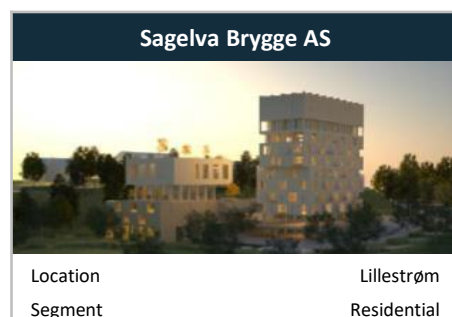 Sagelva Brygge AS
Location Lillestrøm
Segment Residential